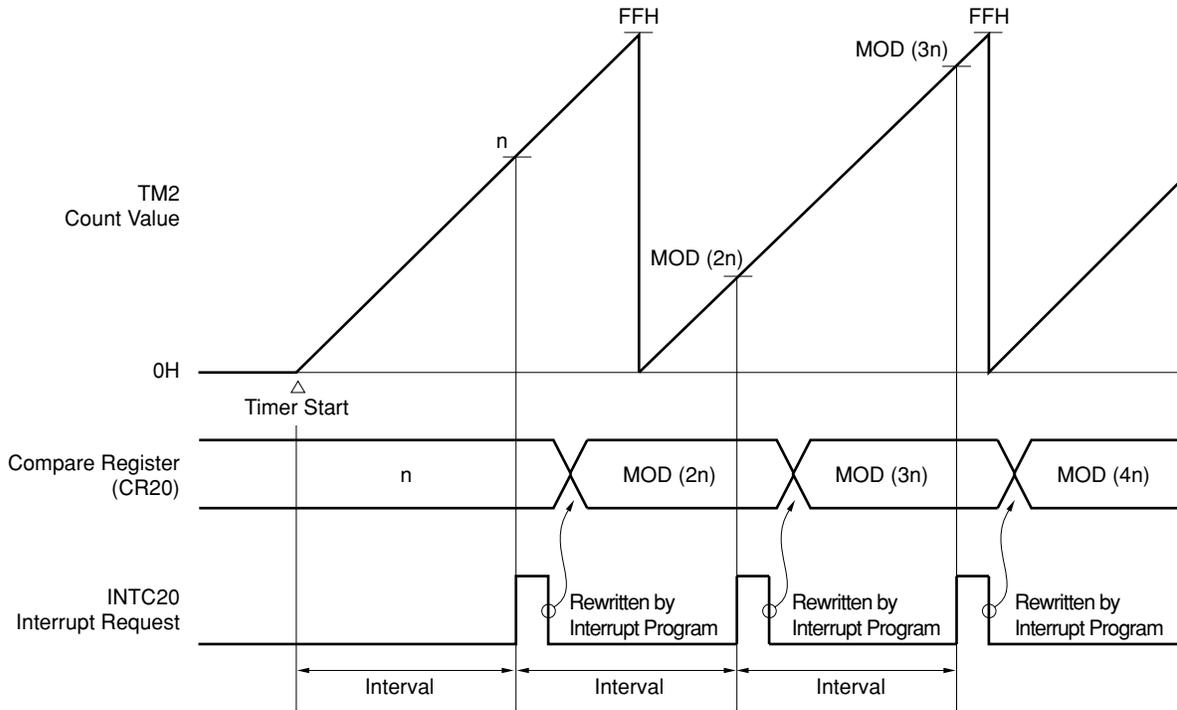 FFH
FFH
MOD (3n)
n
TM2
Count Value
MOD (2n)
0H
Timer Start
Compare Register
(CR20)
n
MOD (2n)
MOD (3n)
MOD (4n)
INTC20
Interrupt Request
Rewritten by
Interrupt Program
Rewritten by
Interrupt Program
Rewritten by
Interrupt Program
Interval
Interval
Interval